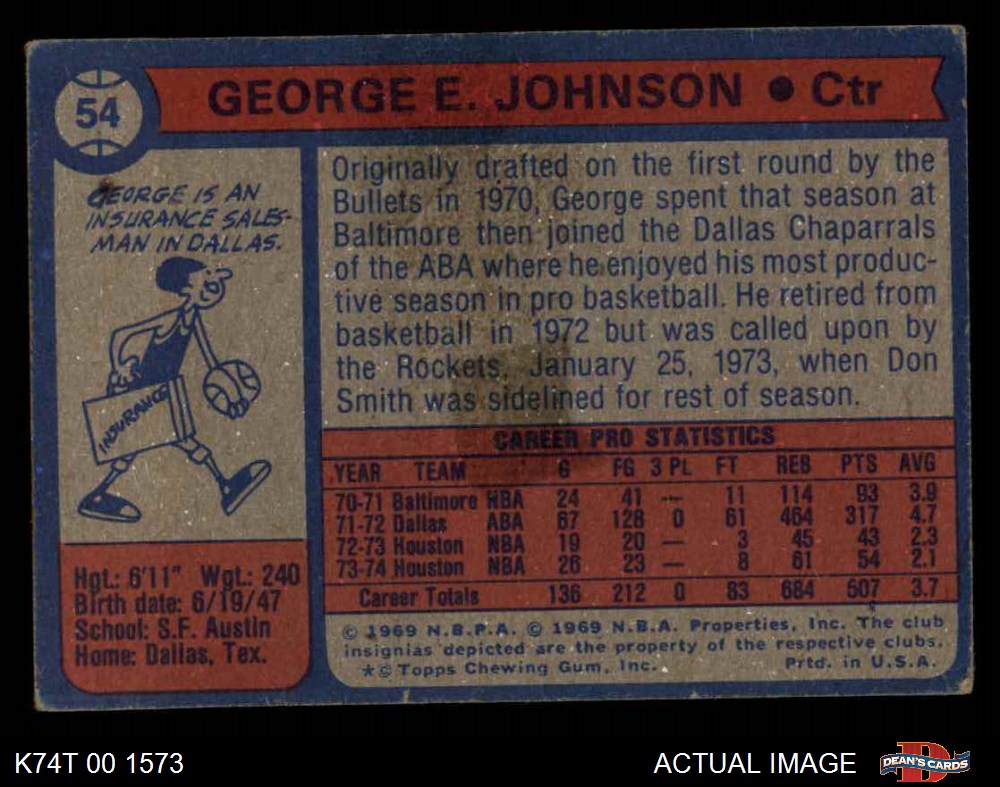 54
GEORGE E. JOHNSON • Ctr
GEORGE IS AN
INSURANCE SALES-
MAN IN DALLAS.
INSURANCE
Originally drafted on the first round by the
Bullets in 1970, George spent that season at
Baltimore then joined the Dallas Chaparrals
of the ABA where he enjoyed his most produc-
tive season in pro basketball. He retired from
basketball in 1972 but was called upon by
the Rockets, January 25, 1973, when Don
Smith was sidelined for rest of season.
CAREER PRO STATISTICS
YEAR TEAM G FG 3 PL FT REB PTS AVG
70-71 Baltimore NBA 24 41 — 11 114 93 3.9
71-72 Dallas ABA 67 128 0 61 464 317 4.7
72-73 Houston NBA 19 20 — 3 45 43 2.3
73-74 Houston NBA 26 23 — 8 61 54 2.1
Career Totals 136 212 0 83 684 507 3.7
Hgt.: 6'11" Wgt.: 240
Birth date: 6/19/47
School: S.F. Austin
Home: Dallas, Tex.
© 1969 N.B.P.A. © 1969 N.B.A. Properties, Inc. The club
insignias depicted are the property of the respective clubs.
*© Topps Chewing Gum, Inc. Prtd. in U.S.A.
K74T 00 1573
ACTUAL IMAGE
D
DEAN'S CARDS